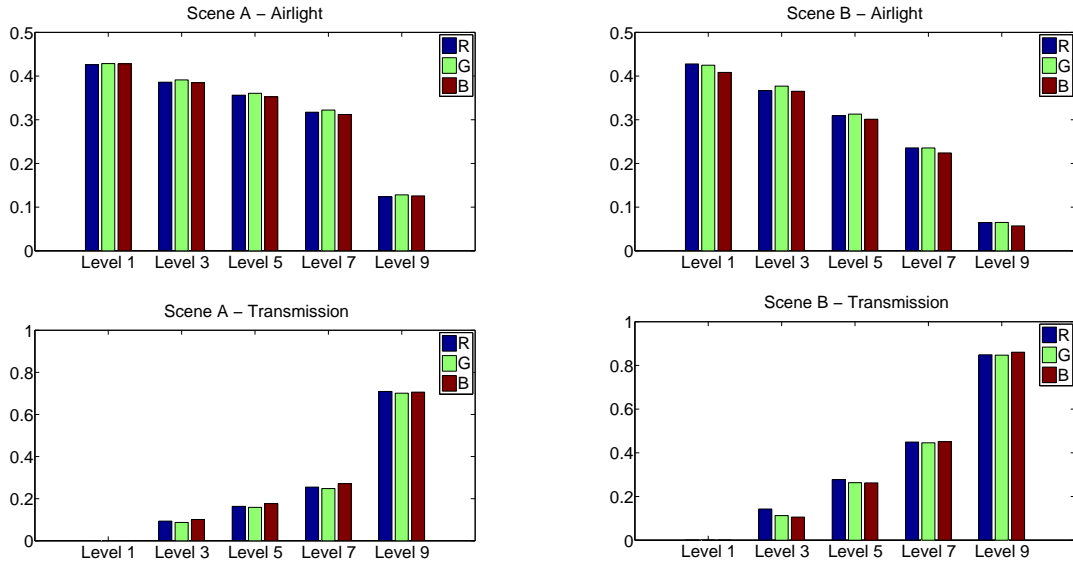 Scene A – Airlight
0.5
0.4
0.3
0.2
0.1
0
R
G
B
Level 1 Level 3 Level 5 Level 7 Level 9
Scene B – Airlight
0.5
0.4
0.3
0.2
0.1
0
R
G
B
Level 1 Level 3 Level 5 Level 7 Level 9
Scene A – Transmission
1
0.8
0.6
0.4
0.2
0
R
G
B
Level 1 Level 3 Level 5 Level 7 Level 9
Scene B – Transmission
1
0.8
0.6
0.4
0.2
0
R
G
B
Level 1 Level 3 Level 5 Level 7 Level 9